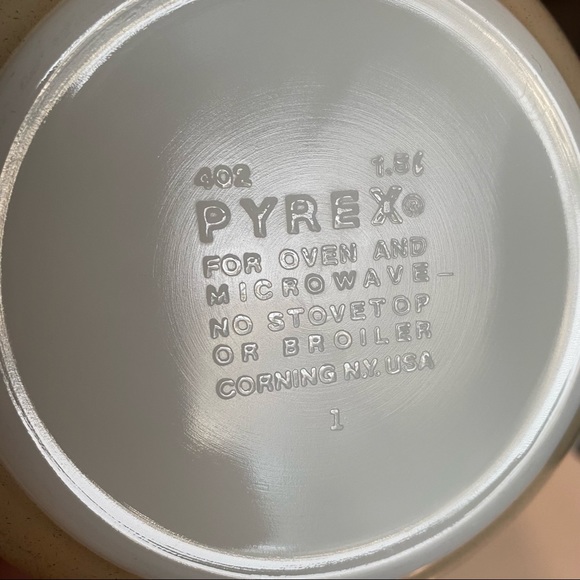 402 1.5ℓ
PYREX®
FOR OVEN AND
MICROWAVE—
NO STOVETOP
OR BROILER
CORNING N.Y. USA
1